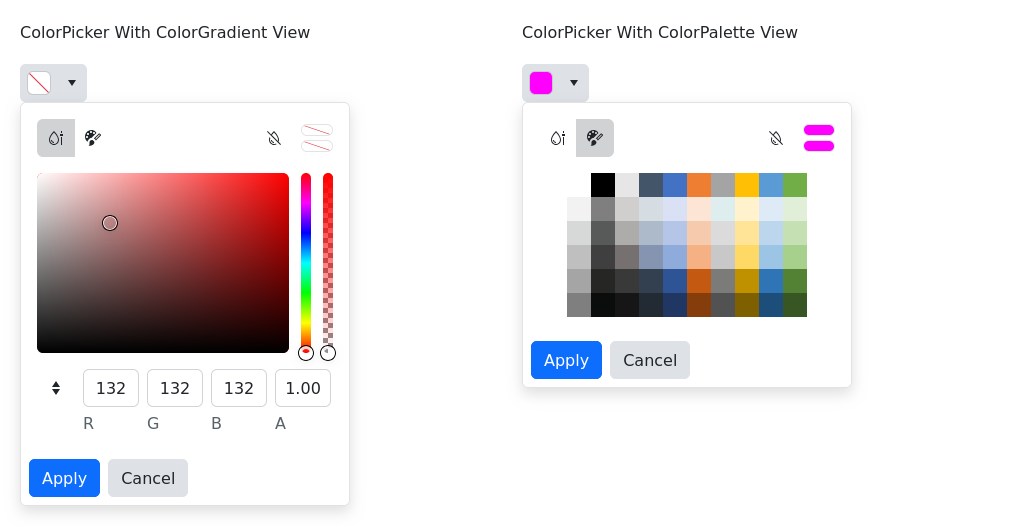 ColorPicker With ColorGradient View
132 132 132 1.00
R G B A
Apply Cancel
ColorPicker With ColorPalette View
Apply Cancel